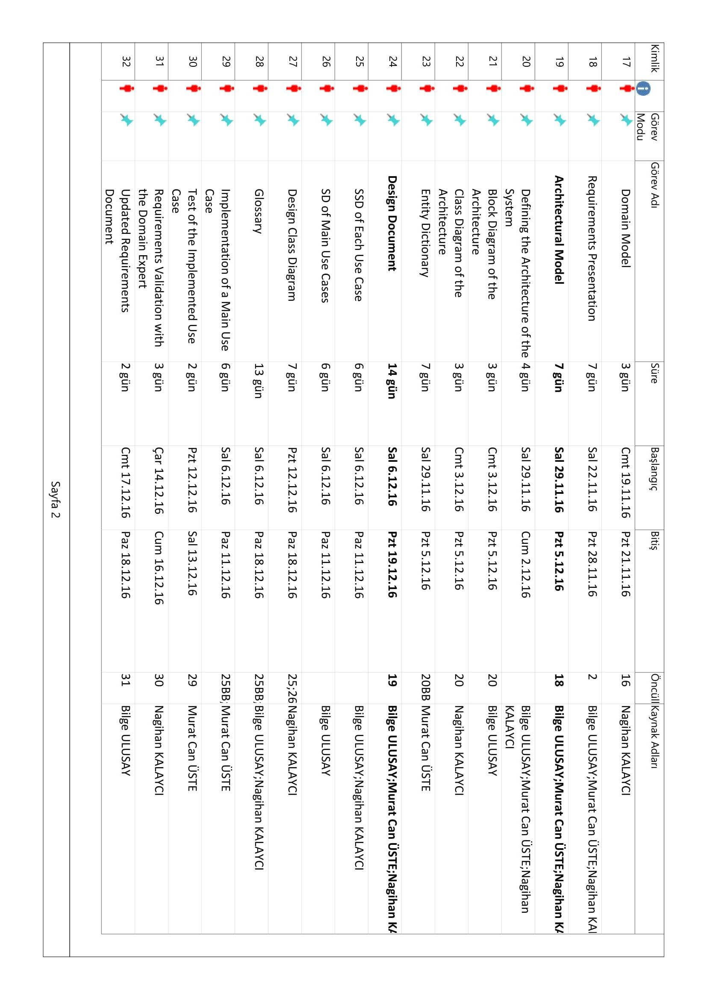 Kimlik Görev Adı Süre Başlangıç Bitiş Öncüll Kaynak Adları
Görev
Modu
17 Domain Model 3 gün Cmt 19.11.16 Pzt 21.11.16 16 Nagihan KALAYCI
18 Requirements Presentation 7 gün Sal 22.11.16 Pzt 28.11.16 2 Bilge ULUSAY;Murat Can ÜSTE;Nagihan KAL
19 Architectural Model 7 gün Sal 29.11.16 Pzt 5.12.16 18 Bilge ULUSAY;Murat Can ÜSTE;Nagihan KA
20 Defining the Architecture of the 4 gün Sal 29.11.16 Cum 2.12.16 Bilge ULUSAY;Murat Can ÜSTE;Nagihan
System KALAYCI
21 Block Diagram of the 3 gün Cmt 3.12.16 Pzt 5.12.16 20 Bilge ULUSAY
Architecture
22 Class Diagram of the 3 gün Cmt 3.12.16 Pzt 5.12.16 20 Nagihan KALAYCI
Architecture
23 Entity Dictionary 7 gün Sal 29.11.16 Pzt 5.12.16 20BB Murat Can ÜSTE
24 Design Document 14 gün Sal 6.12.16 Pzt 19.12.16 19 Bilge ULUSAY;Murat Can ÜSTE;Nagihan KA
25 SSD of Each Use Case 6 gün Sal 6.12.16 Paz 11.12.16 Bilge ULUSAY;Nagihan KALAYCI
26 SD of Main Use Cases 6 gün Sal 6.12.16 Paz 11.12.16 Bilge ULUSAY
27 Design Class Diagram 7 gün Pzt 12.12.16 Paz 18.12.16 25;26 Nagihan KALAYCI
28 Glossary 13 gün Sal 6.12.16 Paz 18.12.16 25BB; Bilge ULUSAY;Nagihan KALAYCI
29 Implementation of a Main Use 6 gün Sal 6.12.16 Paz 11.12.16 25BB; Murat Can ÜSTE
Case
30 Test of the Implemented Use 2 gün Pzt 12.12.16 Sal 13.12.16 29 Murat Can ÜSTE
Case
31 Requirements Validation with 3 gün Çar 14.12.16 Cum 16.12.16 30 Nagihan KALAYCI
the Domain Expert
32 Updated Requirements 2 gün Cmt 17.12.16 Paz 18.12.16 31 Bilge ULUSAY
Document
Sayfa 2